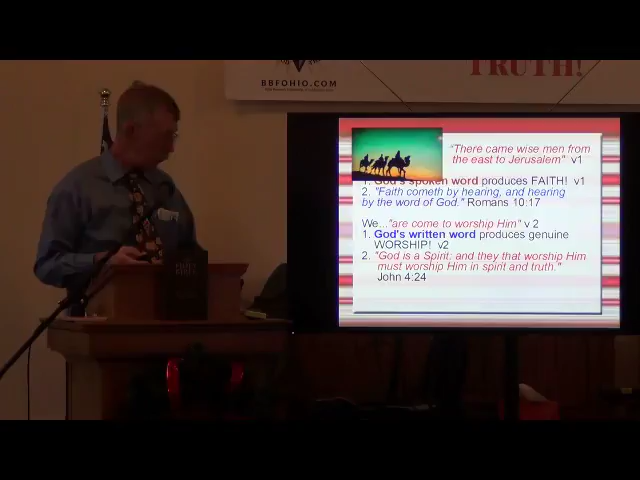 BBFOHIO.COM
TRUTH!
"There came wise men from
the east to Jerusalem" v1
1. God's spoken word produces FAITH! v1
2. "Faith cometh by hearing, and hearing
by the word of God." Romans 10:17
We..."are come to worship Him" v 2
1. God's written word produces genuine
WORSHIP! v2
2. "God is a Spirit: and they that worship Him
must worship Him in spirit and truth."
John 4:24